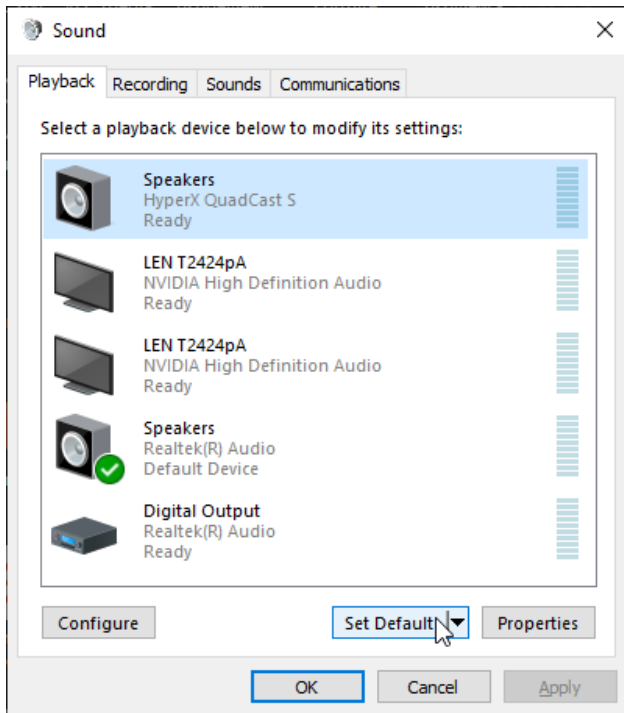 Sound
Playback Recording Sounds Communications
Select a playback device below to modify its settings:
Speakers
HyperX QuadCast S
Ready
LEN T2424pA
NVIDIA High Definition Audio
Ready
LEN T2424pA
NVIDIA High Definition Audio
Ready
Speakers
Realtek(R) Audio
Default Device
Digital Output
Realtek(R) Audio
Ready
Configure Set Default Properties
OK Cancel Apply